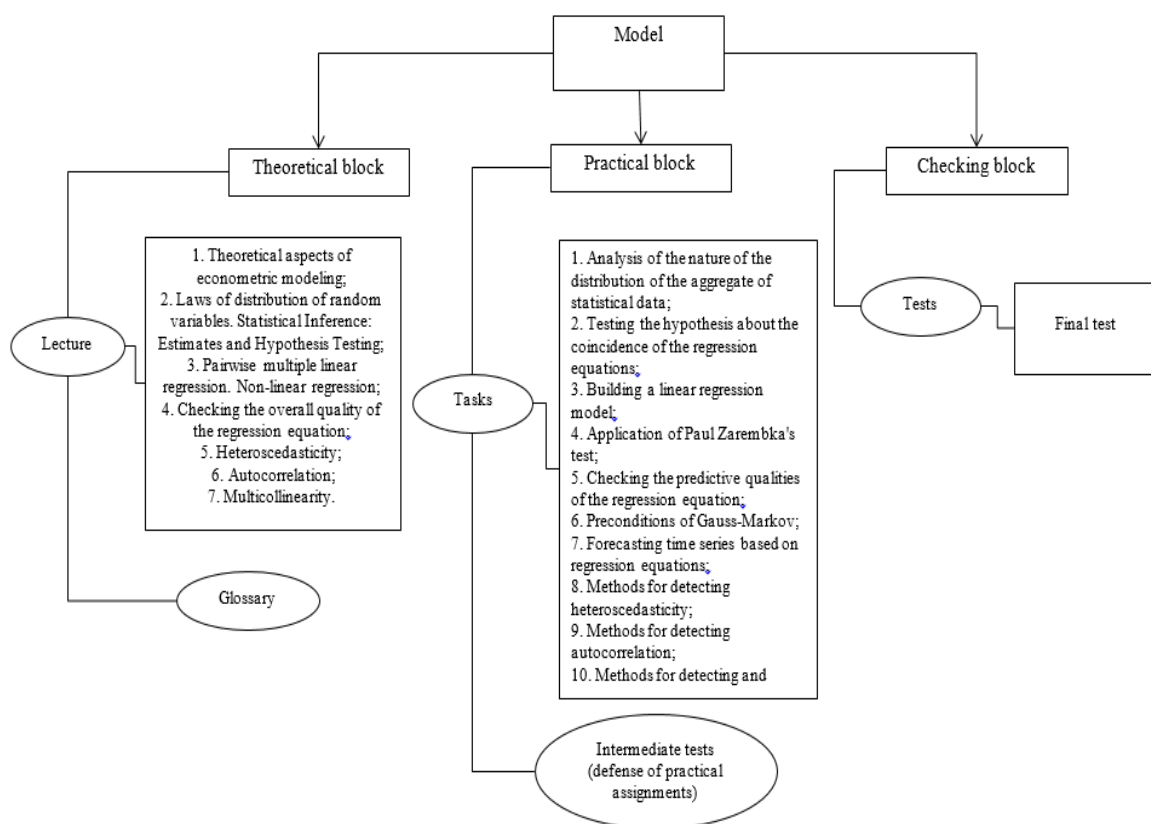 Model
Theoretical block
Practical block
Checking block
1. Theoretical aspects of
econometric modeling;
2. Laws of distribution of random
variables. Statistical Inference:
Estimates and Hypothesis Testing;
3. Pairwise multiple linear
regression. Non-linear regression;
4. Checking the overall quality of
the regression equation;
5. Heteroscedasticity;
6. Autocorrelation;
7. Multicollinearity.
Lecture
Glossary
1. Analysis of the nature of the
distribution of the aggregate of
statistical data;
2. Testing the hypothesis about the
coincidence of the regression
equations;
3. Building a linear regression
model;
4. Application of Paul Zarembka's
test;
5. Checking the predictive qualities
of the regression equation;
6. Preconditions of Gauss-Markov;
7. Forecasting time series based on
regression equations;
8. Methods for detecting
heteroscedasticity;
9. Methods for detecting
autocorrelation;
10. Methods for detecting and
Tasks
Intermediate tests
(defense of practical
assignments)
Tests
Final test